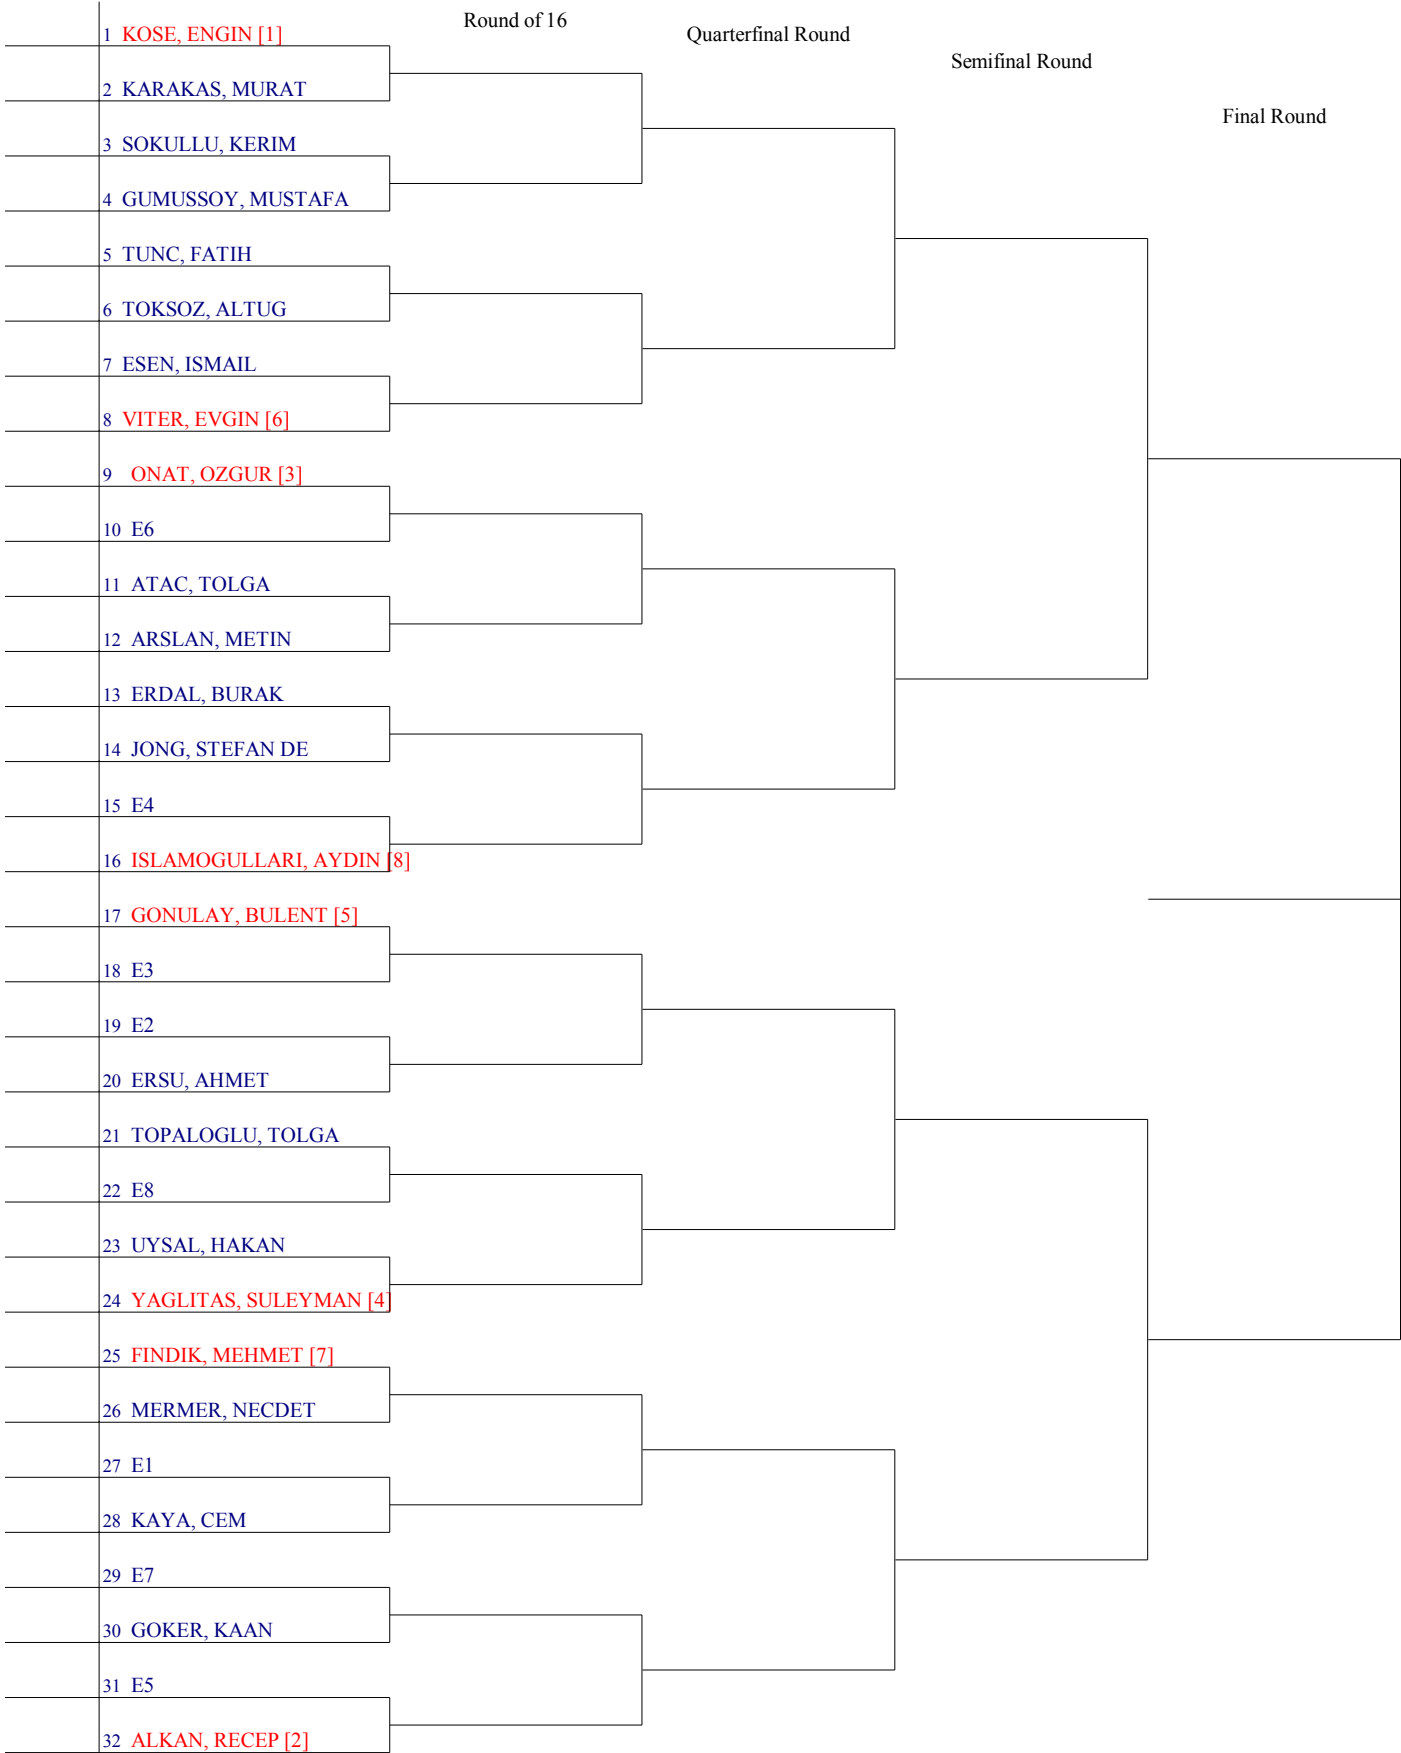 Round of 16
Quarterfinal Round
Semifinal Round
Final Round
1 KOSE, ENGIN [1]
2 KARAKAS, MURAT
3 SOKULLU, KERIM
4 GUMUSSOY, MUSTAFA
5 TUNC, FATIH
6 TOKSOZ, ALTUG
7 ESEN, ISMAIL
8 VITER, EVGIN [6]
9 ONAT, OZGUR [3]
10 E6
11 ATAC, TOLGA
12 ARSLAN, METIN
13 ERDAL, BURAK
14 JONG, STEFAN DE
15 E4
16 ISLAMOGULLARI, AYDIN [8]
17 GONULAY, BULENT [5]
18 E3
19 E2
20 ERSU, AHMET
21 TOPALOGLU, TOLGA
22 E8
23 UYSAL, HAKAN
24 YAGLITAS, SULEYMAN [4]
25 FINDIK, MEHMET [7]
26 MERMER, NECDET
27 E1
28 KAYA, CEM
29 E7
30 GOKER, KAAN
31 E5
32 ALKAN, RECEP [2]